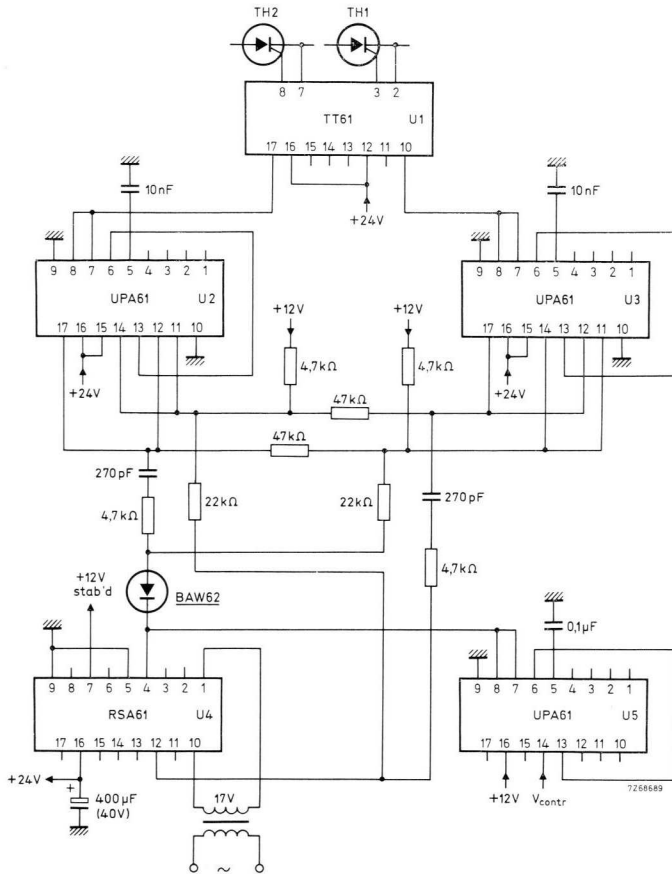 TH2 TH1
8 7 3 2
TT61 U1
17 16 15 14 13 12 11 10
+24V
10nF 10nF
9 8 7 6 5 4 3 2 1
UPA61 U2
17 16 15 14 13 12 11 10
+24V
9 8 7 6 5 4 3 2 1
UPA61 U3
17 16 15 14 13 12 11 10
+24V
+12V +12V
4,7kΩ 4,7kΩ
47kΩ
47kΩ
270pF 270pF
22kΩ 22kΩ
4,7kΩ 4,7kΩ
+12V
stab'd
BAW62
0,1µF
9 8 7 6 5 4 3 2 1
RSA61 U4
17 16 15 14 13 12 11 10
9 8 7 6 5 4 3 2 1
UPA61 U5
17 16 15 14 13 12 11 10
+24V
+
400µF
(40V)
17V
~
+12V Vcontr
7Z68689